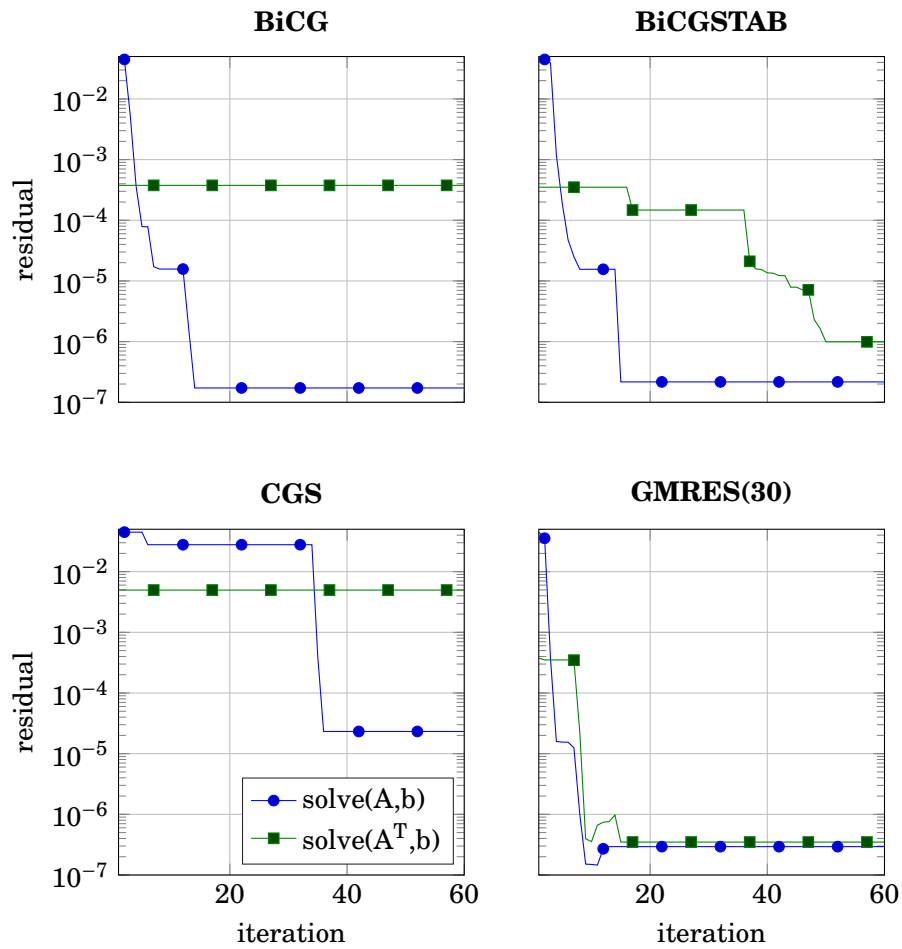 BiCG
BiCGSTAB
10−2
10−3
10−4
10−5
10−6
10−7
residual
CGS
GMRES(30)
10−2
10−3
10−4
10−5
10−6
10−7
residual
solve(A,b)
solve(Aᵀ,b)
20 40 60
20 40 60
iteration
iteration